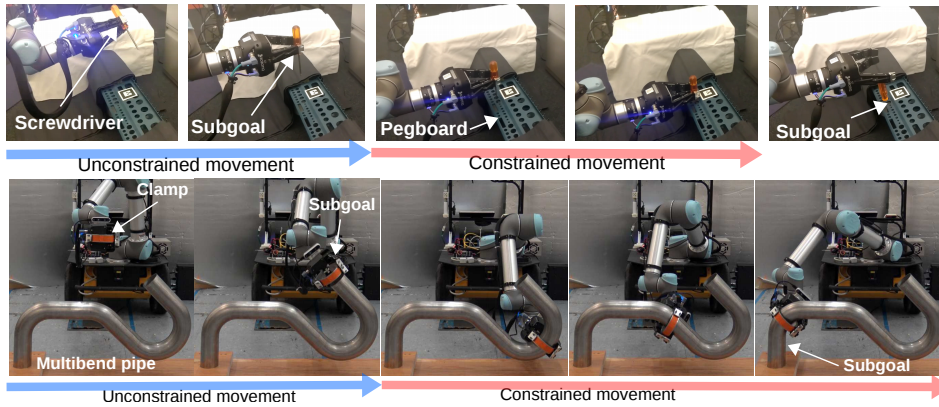 Screwdriver
Subgoal
Pegboard
Subgoal
Unconstrained movement
Constrained movement
Clamp
Subgoal
Multibend pipe
Subgoal
Unconstrained movement
Constrained movement